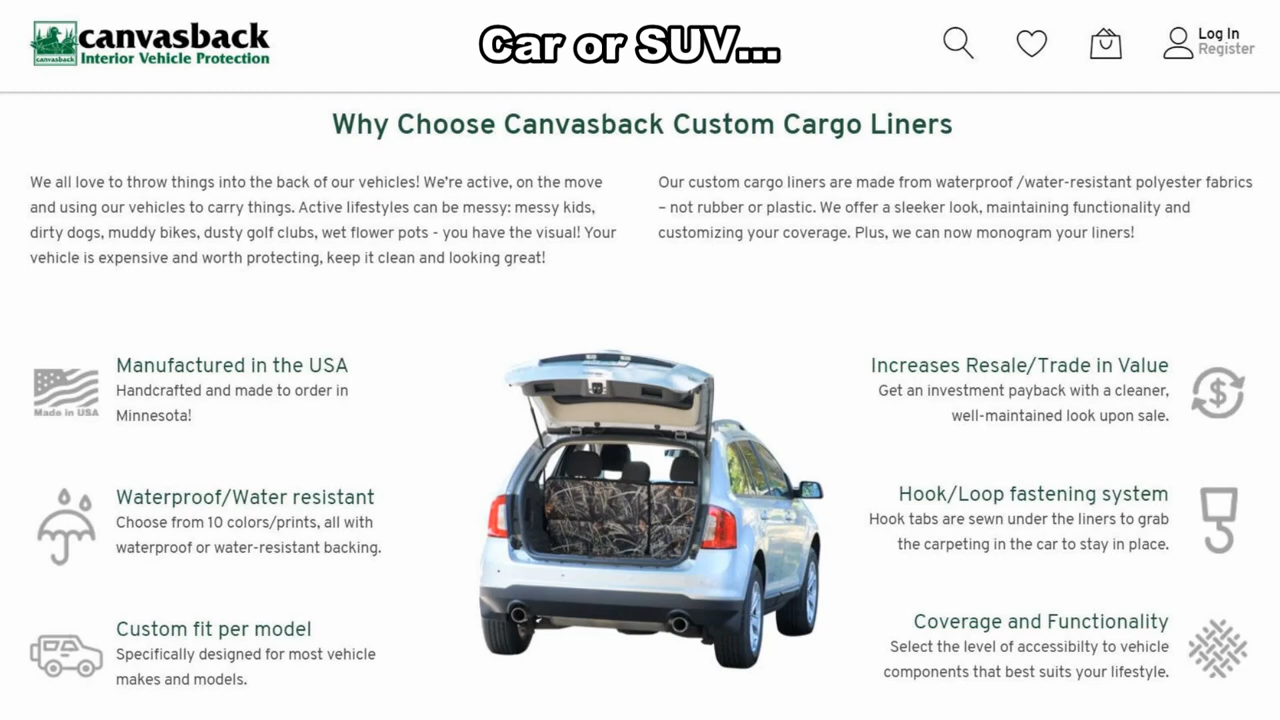 canvasback
Interior Vehicle Protection
canvasback
Car or SUV...
Log In
Register
Why Choose Canvasback Custom Cargo Liners
We all love to throw things into the back of our vehicles! We're active, on the move
and using our vehicles to carry things. Active lifestyles can be messy: messy kids,
dirty dogs, muddy bikes, dusty golf clubs, wet flower pots - you have the visual! Your
vehicle is expensive and worth protecting, keep it clean and looking great!
Our custom cargo liners are made from waterproof /water-resistant polyester fabrics
– not rubber or plastic. We offer a sleeker look, maintaining functionality and
customizing your coverage. Plus, we can now monogram your liners!
Made in USA
Manufactured in the USA
Handcrafted and made to order in
Minnesota!
Waterproof/Water resistant
Choose from 10 colors/prints, all with
waterproof or water-resistant backing.
Custom fit per model
Specifically designed for most vehicle
makes and models.
Increases Resale/Trade in Value
Get an investment payback with a cleaner,
well-maintained look upon sale.
$
Hook/Loop fastening system
Hook tabs are sewn under the liners to grab
the carpeting in the car to stay in place.
Coverage and Functionality
Select the level of accessibilty to vehicle
components that best suits your lifestyle.